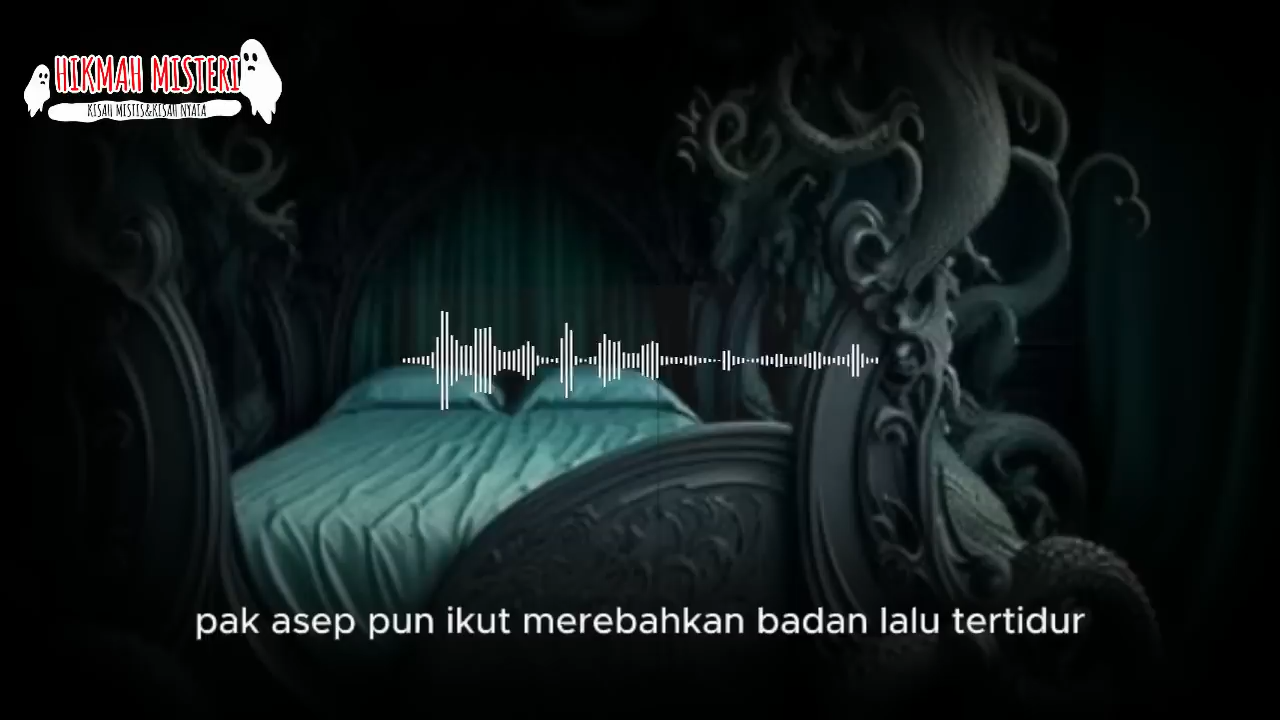 HIKMAH MISTERI
KISAH MISTIS&KISAH NYATA
pak asep pun ikut merebahkan badan lalu tertidur